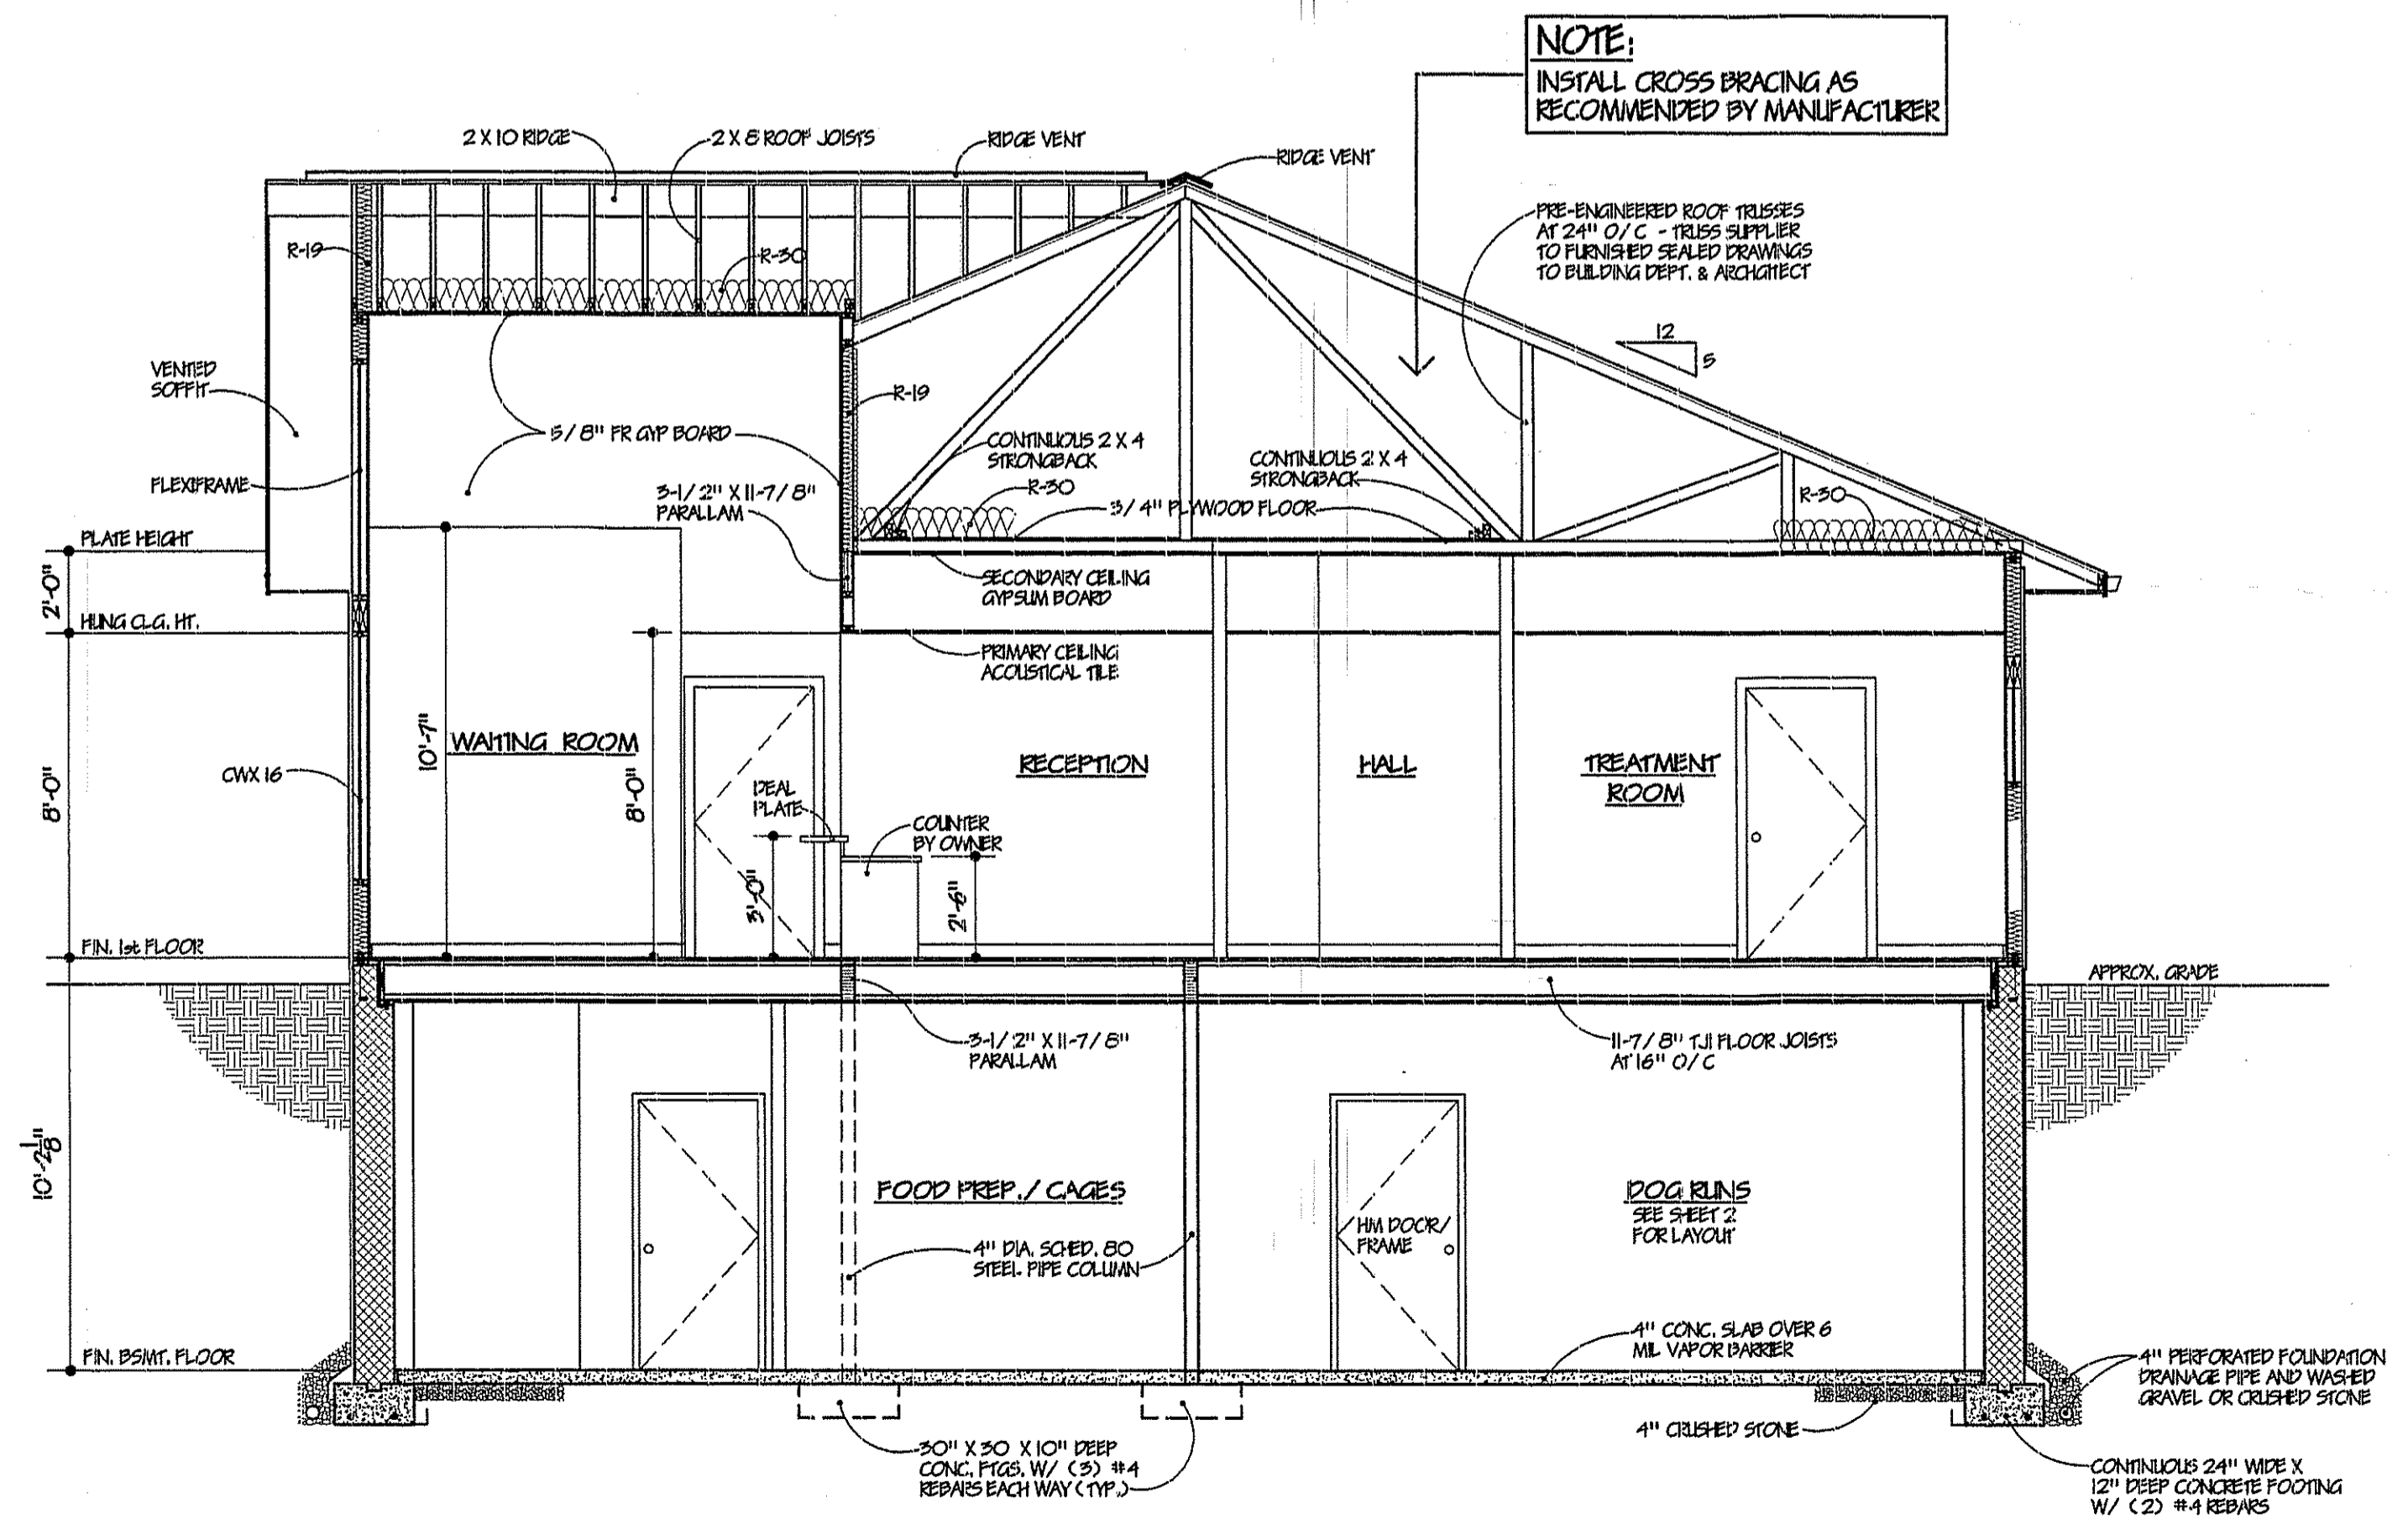 NOTE:
INSTALL CROSS BRACING AS
RECOMMENDED BY MANUFACTURER
2 X 10 RIDGE
2 X 8 ROOF JOISTS
RIDGE VENT
RIDGE VENT
PRE-ENGINEERED ROOF TRUSSES
AT 24" O/C - TRUSS SUPPLIER
TO FURNISHED SEALED DRAWINGS
TO BUILDING DEPT. & ARCHGITECT
R-19
R-30
12
5
VENTED
SOFFIT
R-19
5/8" FR GYP BOARD
CONTINUOUS 2 X 4
STRONGBACK
CONTINUOUS 2 X 4
STRONGBACK
FLEXIFRAME
3-1/2" X 11-7/8"
PARALLAM
R-30
3/4" PLYWOOD FLOOR
R-30
PLATE HEIGHT
2'-0"
SECONDARY CEILING
GYPSUM BOARD
HUNG CLG. HT.
PRIMARY CEILING
ACOUSTICAL TILE
10'-7"
WAITING ROOM
8'-0"
8'-0"
CWX 16
DEAL
PLATE
RECEPTION
HALL
TREATMENT
ROOM
COUNTER
BY OWNER
3'-0"
2'-6"
FIN. 1st FLOOR
APPROX. GRADE
3-1/2" X 11-7/8"
PARALLAM
11-7/8" TJI FLOOR JOISTS
AT 16" O/C
10'-2 1/8"
FOOD PREP./ CAGES
DOG RUNS
SEE SHEET 2
FOR LAYOUT
HM DOOR/
FRAME
4" DIA. SCHED. 80
STEEL PIPE COLUMN
4" CONC. SLAB OVER 6
MIL VAPOR BARRIER
FIN. BSMT. FLOOR
4" PERFORATED FOUNDATION
DRAINAGE PIPE AND WASHED
GRAVEL OR CRUSHED STONE
4" CRUSHED STONE
30" X 30 X 10" DEEP
CONC. FTGS. W/ (3) #4
REBARS EACH WAY (TYP.)
CONTINUOUS 24" WIDE X
12" DEEP CONCRETE FOOTING
W/ (2) #4 REBARS